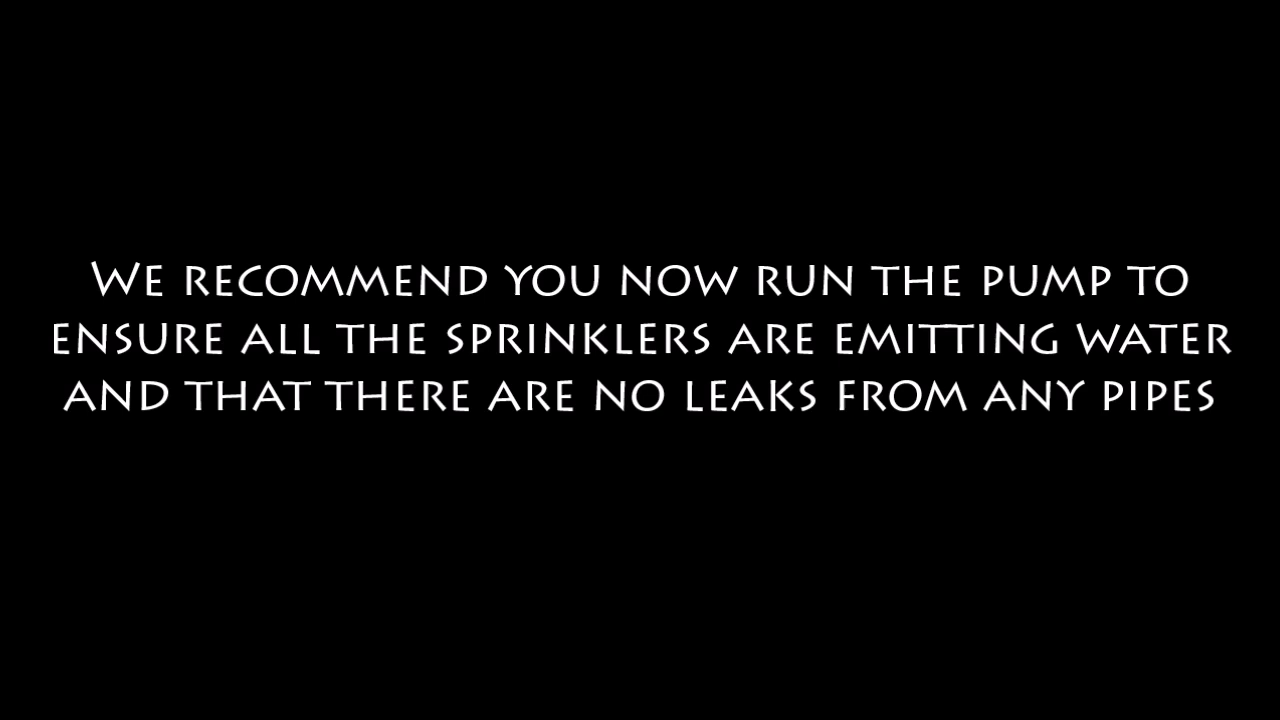 We recommend you now run the pump to
ensure all the sprinklers are emitting water
and that there are no leaks from any pipes